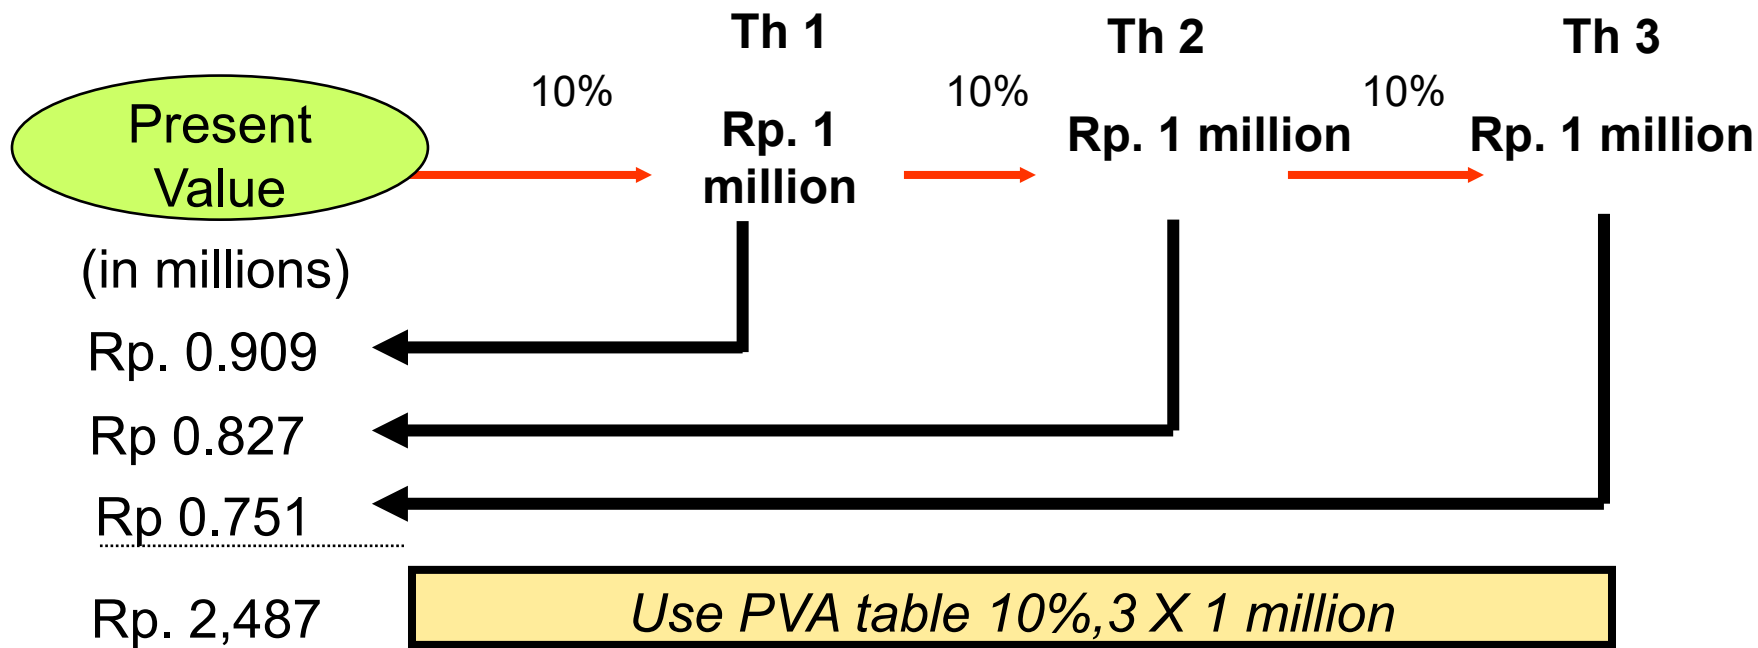 Th 1
Th 2
Th 3
10%
10%
10%
Present
Value
Rp. 1
million
Rp. 1 million
Rp. 1 million
(in millions)
Rp. 0.909
Rp 0.827
Rp 0.751
Rp. 2,487
Use PVA table 10%,3 X 1 million